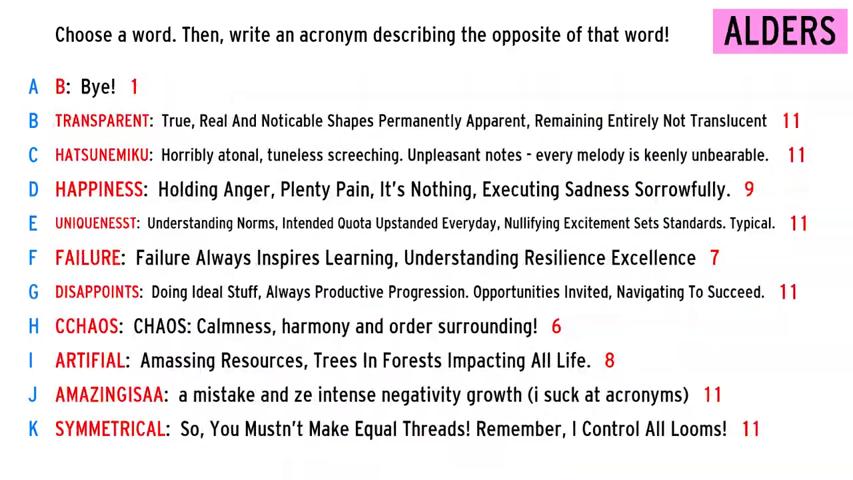 Choose a word. Then, write an acronym describing the opposite of that word!
ALDERS
A B: Bye! 1
B TRANSPARENT: True, Real And Noticable Shapes Permanently Apparent, Remaining Entirely Not Translucent 11
C HATSUNEMIKU: Horribly atonal, tuneless screeching. Unpleasant notes - every melody is keenly unbearable. 11
D HAPPINESS: Holding Anger, Plenty Pain, It's Nothing, Executing Sadness Sorrowfully. 9
E UNIQUENESST: Understanding Norms, Intended Quota Upstanded Everyday, Nullifying Excitement Sets Standards. Typical. 11
F FAILURE: Failure Always Inspires Learning, Understanding Resilience Excellence 7
G DISAPPOINTS: Doing Ideal Stuff, Always Productive Progression. Opportunities Invited, Navigating To Succeed. 11
H CCHAOS: CHAOS: Calmness, harmony and order surrounding! 6
I ARTIFIAL: Amassing Resources, Trees In Forests Impacting All Life. 8
J AMAZINGISAA: a mistake and ze intense negativity growth (i suck at acronyms) 11
K SYMMETRICAL: So, You Mustn't Make Equal Threads! Remember, I Control All Looms! 11